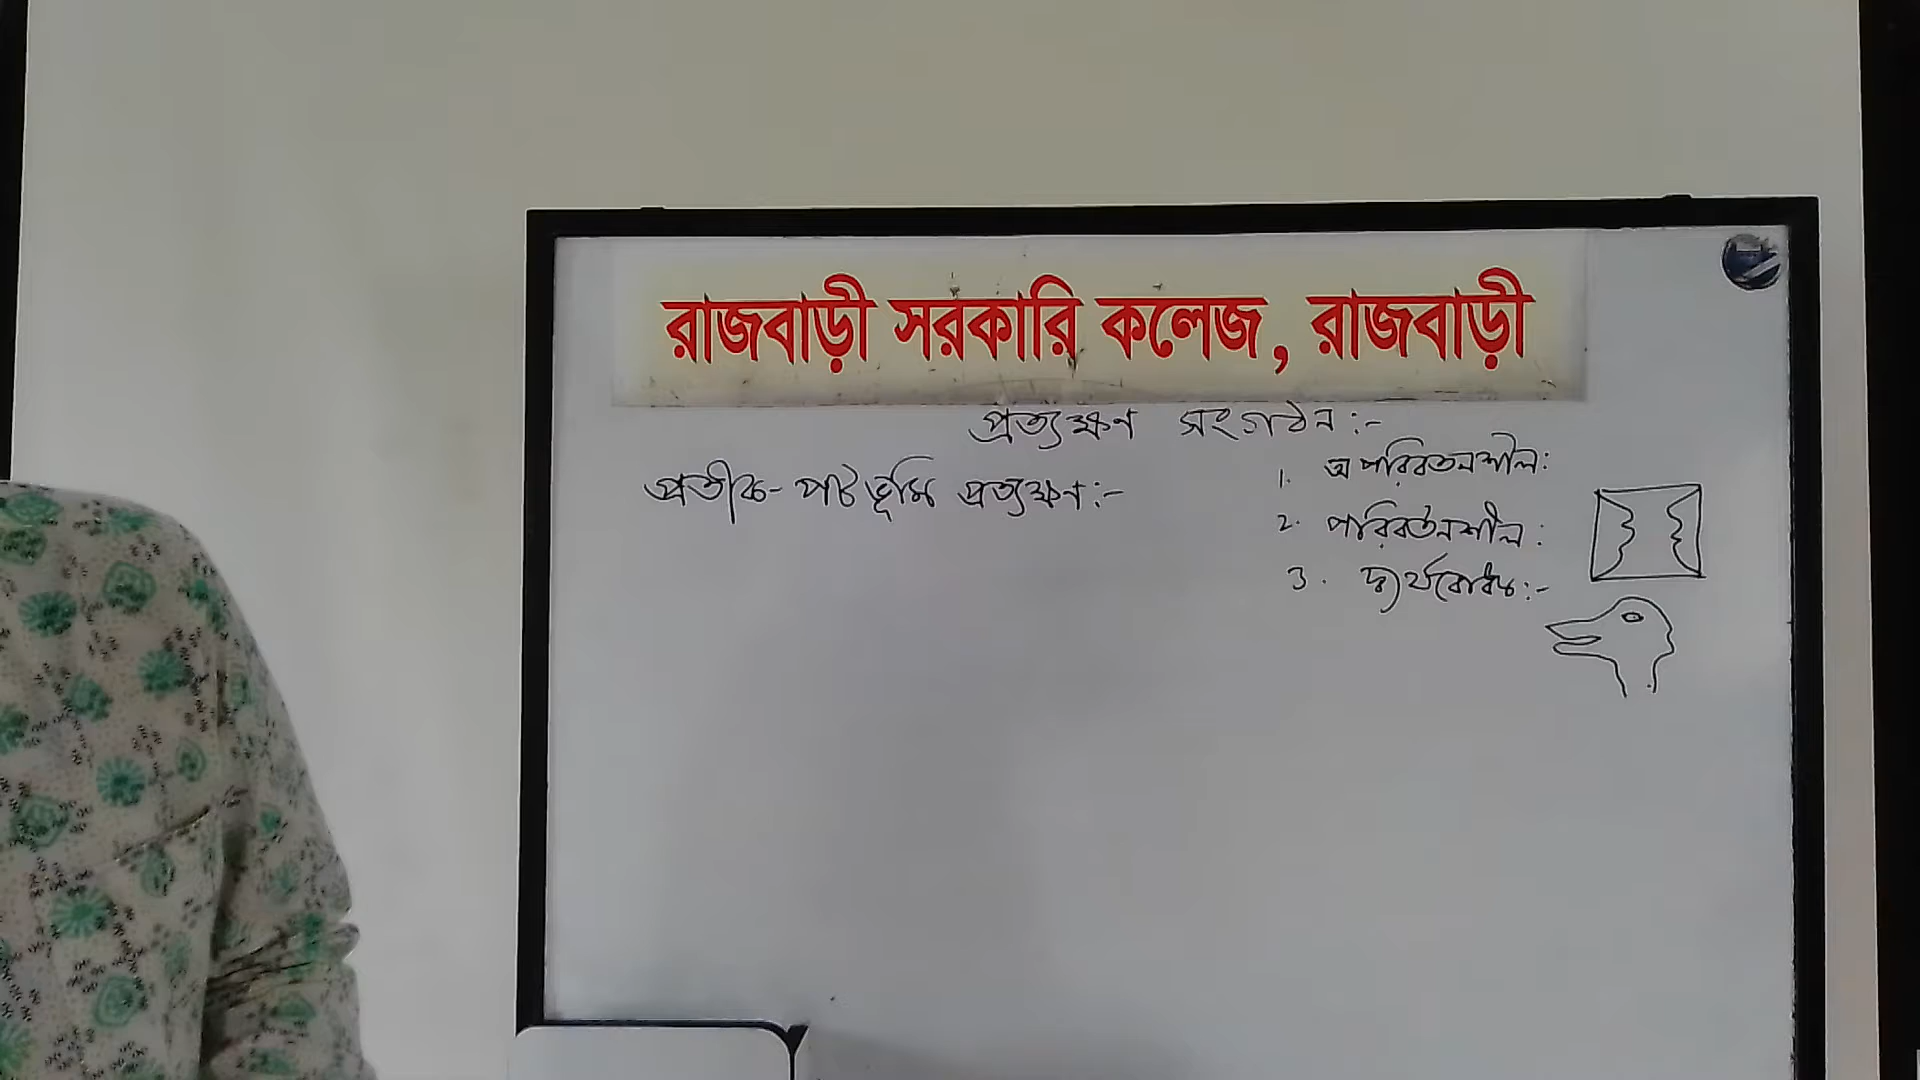 রাজবাড়ী সরকারি কলেজ, রাজবাড়ী
প্রত্যক্ষণ সংগঠন :-
প্রতীক-পটভূমি প্রত্যক্ষণ :-
1. অপরিবর্তনশীল:
2. পরিবর্তনশীল :
3. দ্ব্যর্থবোধক :-